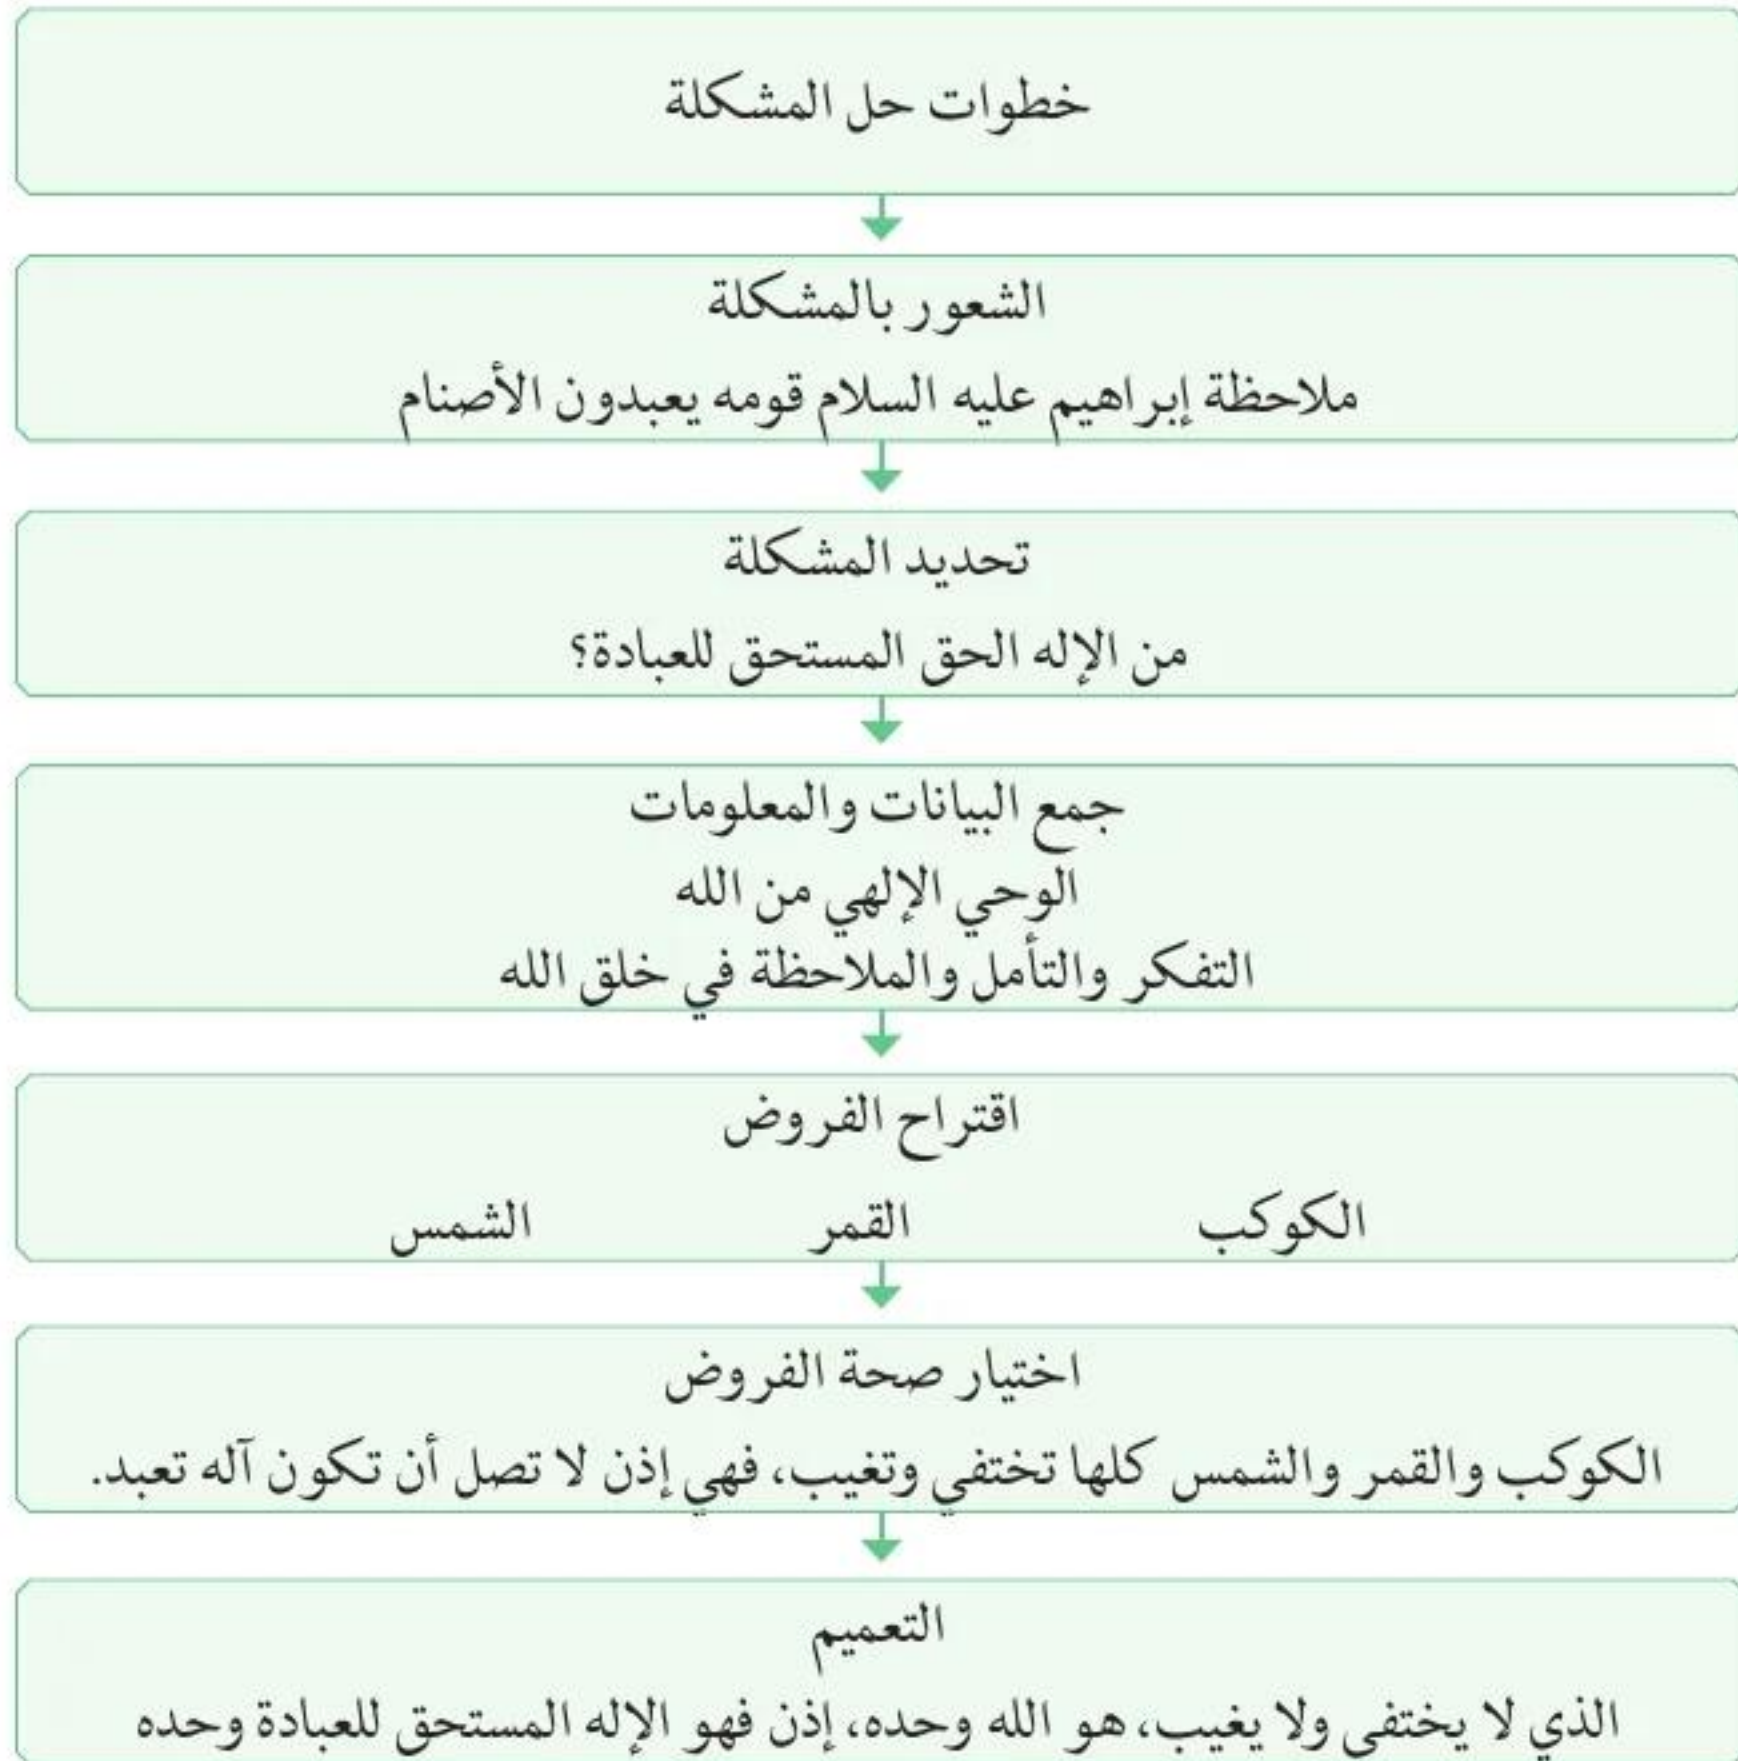 خطوات حل المشكلة
الشعور بالمشكلة
ملاحظة إبراهيم عليه السلام قومه يعبدون الأصنام
تحديد المشكلة
من الإله الحق المستحق للعبادة؟
جمع البيانات والمعلومات
الوحي الإلهي من الله
التفكر والتأمل والملاحظة في خلق الله
اقتراح الفروض
الكوكب القمر الشمس
اختيار صحة الفروض
الكوكب والقمر والشمس كلها تختفي وتغيب، فهي إذن لا تصل أن تكون آله تعبد.
التعميم
الذي لا يختفي ولا يغيب، هو الله وحده، إذن فهو الإله المستحق للعبادة وحده